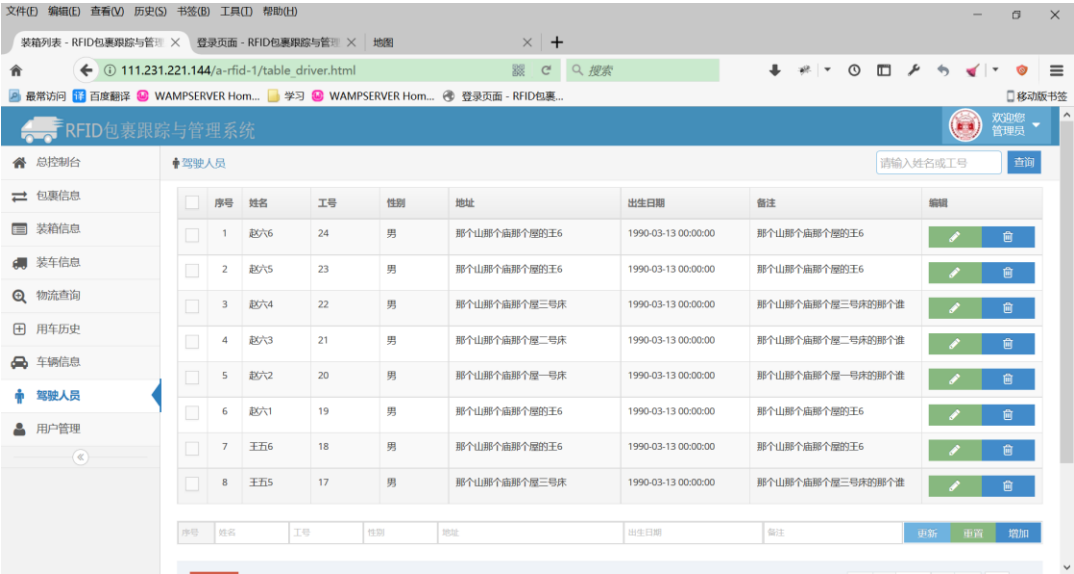 文件(F) 编辑(E) 查看(V) 历史(S) 书签(B) 工具(T) 帮助(H)
装箱列表 - RFID包裹跟踪与管理 登录页面 - RFID包裹跟踪与管理 地图
111.231.221.144/a-rfid-1/table_driver.html 搜索
最常访问 百度翻译 WAMPSERVER Hom... 学习 WAMPSERVER Hom... 登录页面 - RFID包裹... 移动版书签
RFID包裹跟踪与管理系统 欢迎您
管理员
总控制台
包裹信息
装箱信息
装车信息
物流查询
用车历史
车辆信息
驾驶人员
用户管理
驾驶人员 请输入姓名或工号 查询
序号 姓名 工号 性别 地址 出生日期 备注 编辑
1 赵六6 24 男 那个山那个庙那个屋的王6 1990-03-13 00:00:00 那个山那个庙那个屋的王6
2 赵六5 23 男 那个山那个庙那个屋的王6 1990-03-13 00:00:00 那个山那个庙那个屋的王6
3 赵六4 22 男 那个山那个庙那个屋三号床 1990-03-13 00:00:00 那个山那个庙那个屋三号床的那个谁
4 赵六3 21 男 那个山那个庙那个屋二号床 1990-03-13 00:00:00 那个山那个庙那个屋二号床的那个谁
5 赵六2 20 男 那个山那个庙那个屋一号床 1990-03-13 00:00:00 那个山那个庙那个屋一号床的那个谁
6 赵六1 19 男 那个山那个庙那个屋的王6 1990-03-13 00:00:00 那个山那个庙那个屋的王6
7 王五6 18 男 那个山那个庙那个屋的王6 1990-03-13 00:00:00 那个山那个庙那个屋的王6
8 王五5 17 男 那个山那个庙那个屋三号床 1990-03-13 00:00:00 那个山那个庙那个屋三号床的那个谁
序号 姓名 工号 性别 地址 出生日期 备注 更新 重置 增加